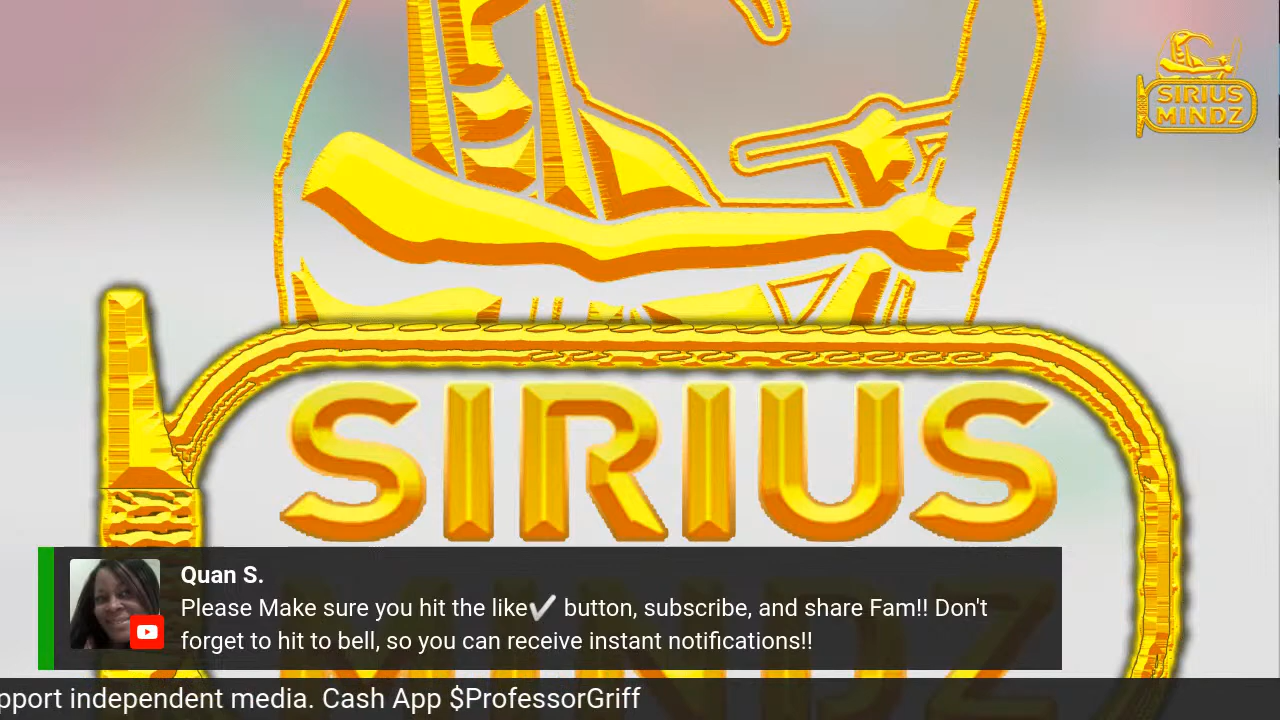 SIRIUS
MINDZ
SIRIUS
MINDZ
Quan S.
Please Make sure you hit the like✔ button, subscribe, and share Fam!! Don't
forget to hit to bell, so you can receive instant notifications!!
pport independent media. Cash App $ProfessorGriff